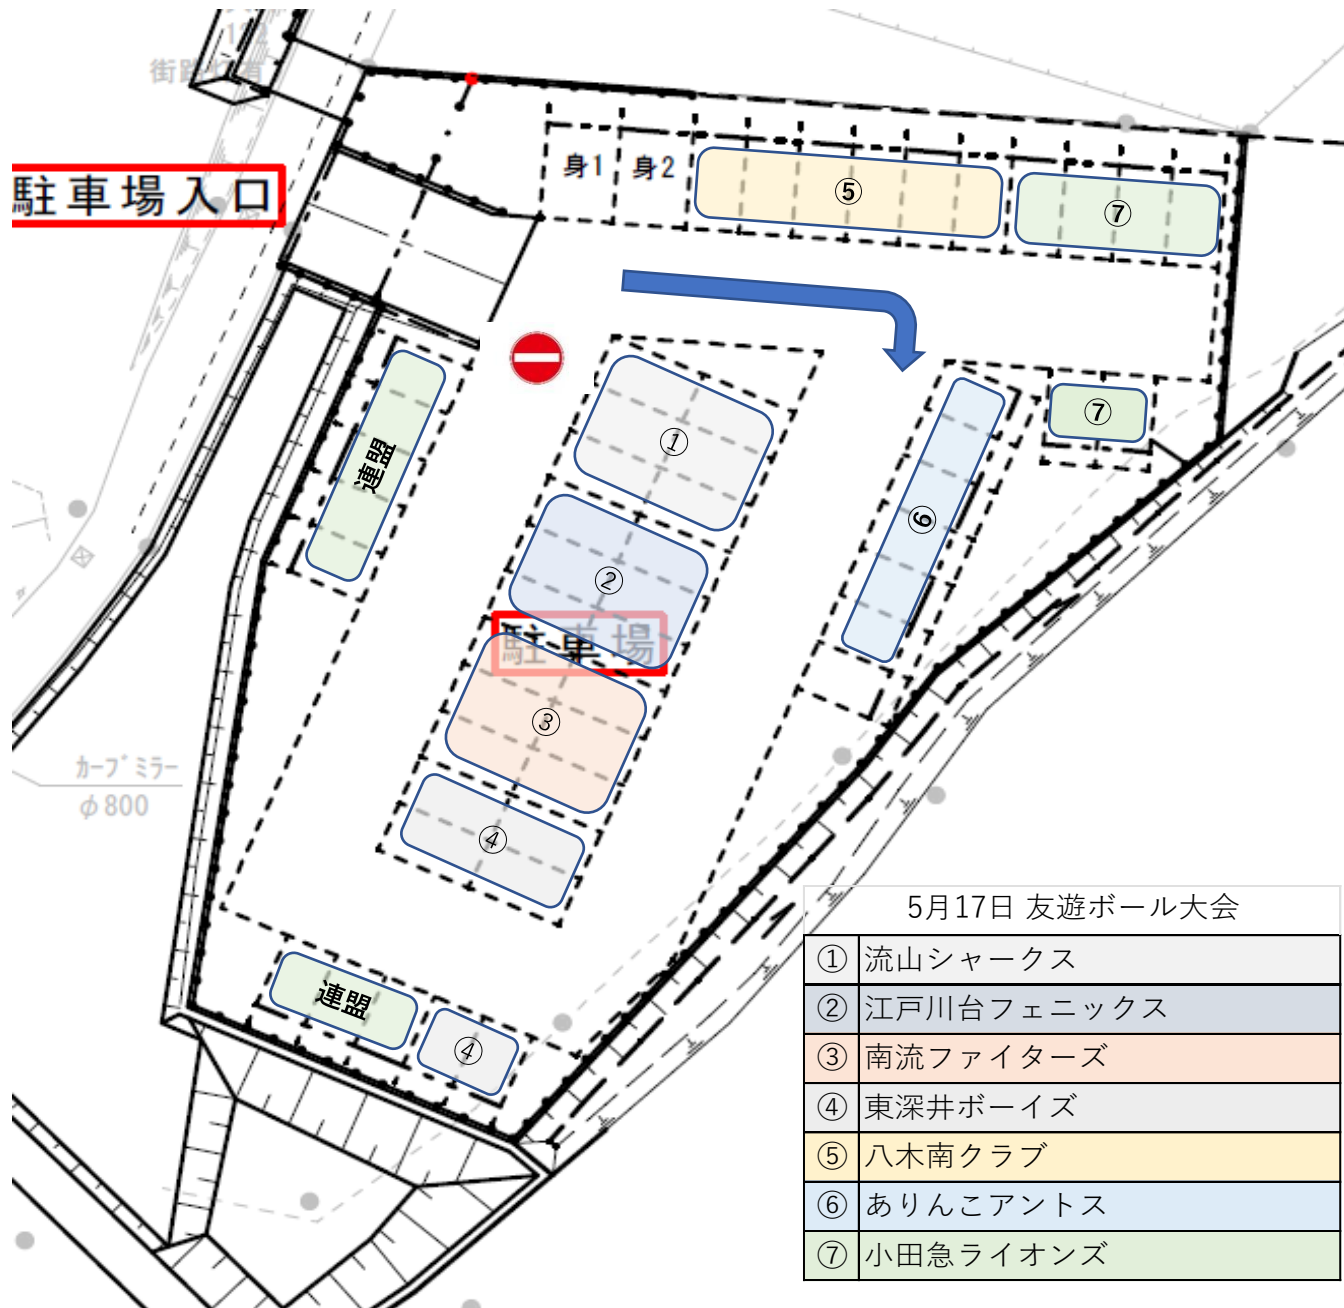 122
駐車場入口
身1
身2
⑤
⑦
連盟
①
⑦
⑥
②
駐車場
③
カーブミラー
φ800
④
連盟
④
5月17日 友遊ボール大会
① 流山シャークス
② 江戸川台フェニックス
③ 南流ファイターズ
④ 東深井ボーイズ
⑤ 八木南クラブ
⑥ ありんこアントス
⑦ 小田急ライオンズ